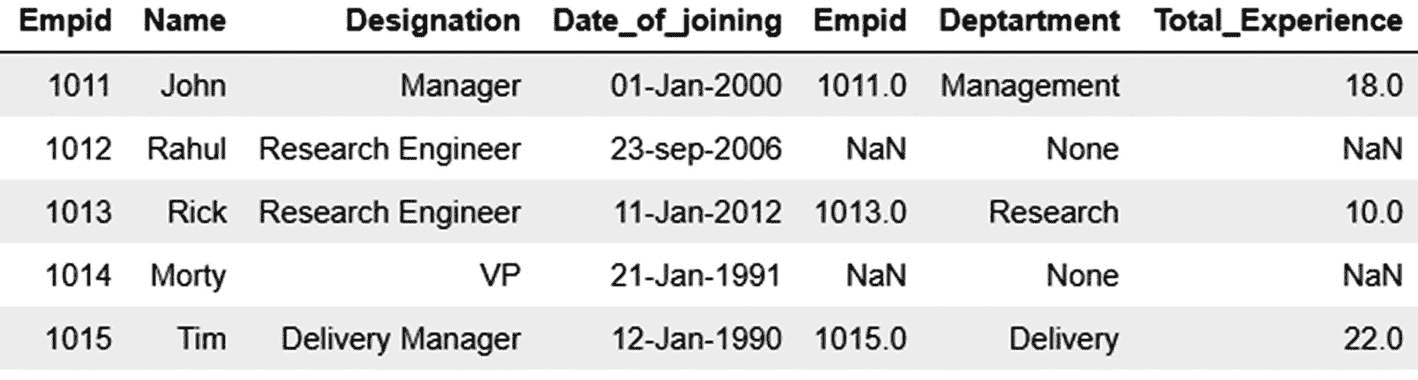 Empid Name Designation Date_of_joining Empid Deptartment Total_Experience
1011 John Manager 01-Jan-2000 1011.0 Management 18.0
1012 Rahul Research Engineer 23-sep-2006 NaN None NaN
1013 Rick Research Engineer 11-Jan-2012 1013.0 Research 10.0
1014 Morty VP 21-Jan-1991 NaN None NaN
1015 Tim Delivery Manager 12-Jan-1990 1015.0 Delivery 22.0